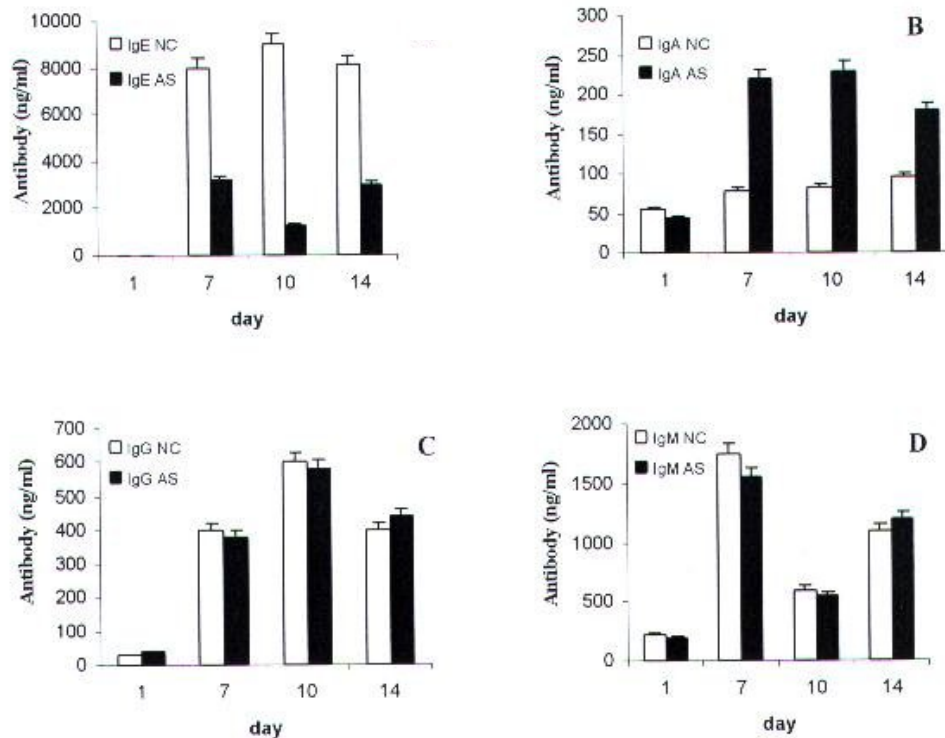 10000
8000
6000
4000
2000
0
Antibody (ng/ml)
IgE NC
IgE AS
1 7 10 14
day
B
300
250
200
150
100
50
0
Antibody (ng/ml)
IgA NC
IgA AS
1 7 10 14
day
C
700
600
500
400
300
200
100
0
Antibody (ng/ml)
IgG NC
IgG AS
1 7 10 14
day
D
2000
1500
1000
500
0
Antibody (ng/ml)
IgM NC
IgM AS
1 7 10 14
day